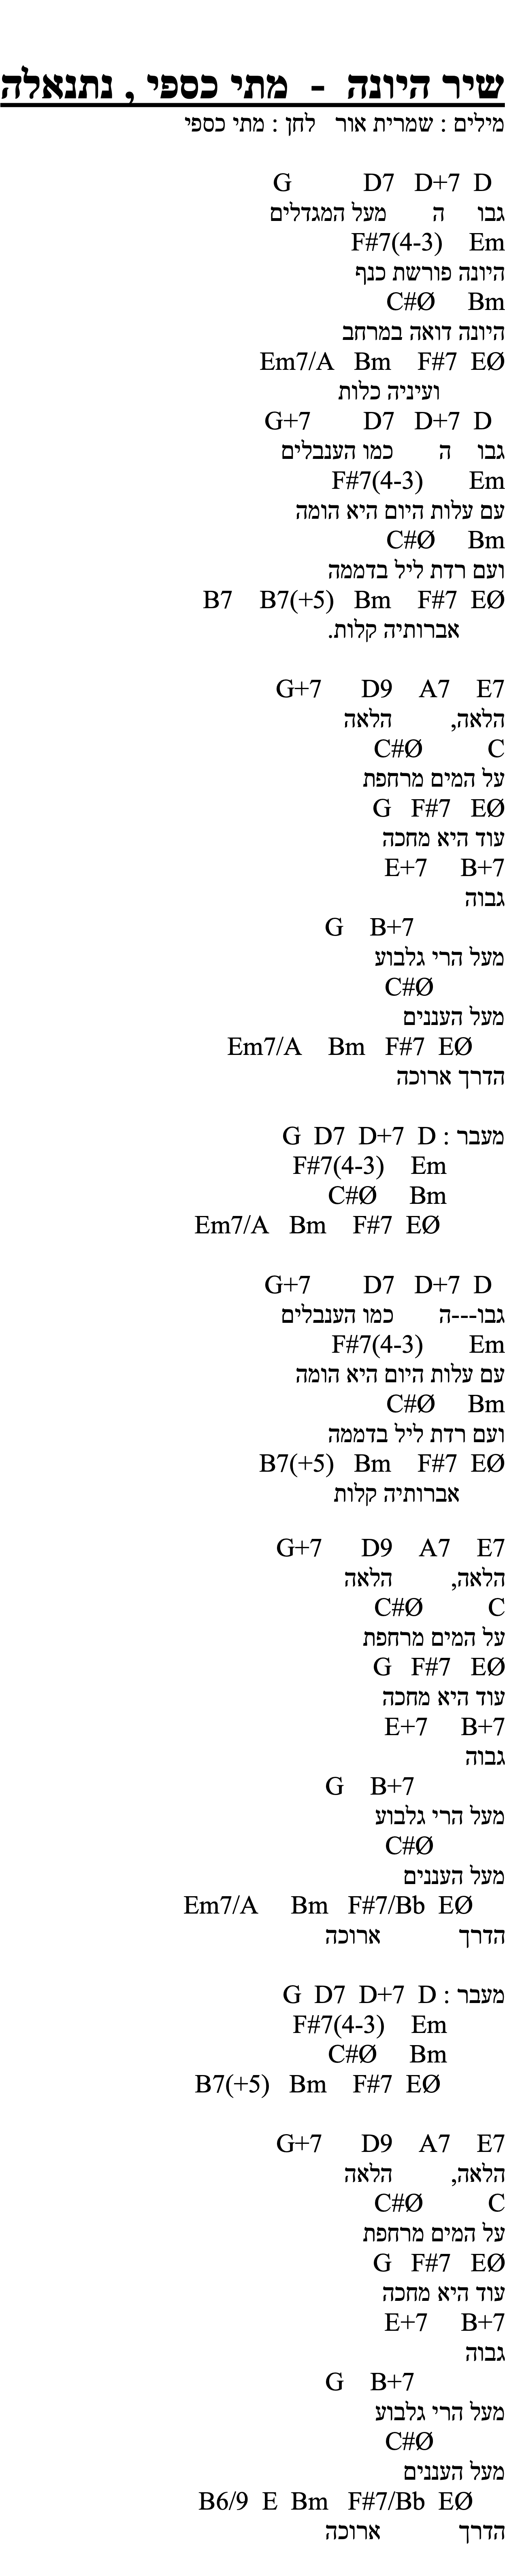 שיר היונה - מתי כספי , נתנאלה
מילים : שמרית אור   לחן : מתי כספי

G D7 D+7 D
גבו ה מעל המגדלים
F#7(4-3) Em
היונה פורשת כנף
C#Ø Bm
היונה דואה במרחב
Em7/A Bm F#7 EØ
ועיניה כלות
G+7 D7 D+7 D
גבו ה כמו הענבלים
F#7(4-3) Em
עם עלות היום היא הומה
C#Ø Bm
ועם רדת ליל בדממה
B7 B7(+5) Bm F#7 EØ
אברותיה קלות.

G+7 D9 A7 E7
הלאה, הלאה
C#Ø C
על המים מרחפת
G F#7 EØ
עוד היא מחכה
E+7 B+7
גבוה
G B+7
מעל הרי גלבוע
C#Ø
מעל העננים
Em7/A Bm F#7 EØ
הדרך ארוכה

מעבר : G D7 D+7 D
F#7(4-3) Em
C#Ø Bm
Em7/A Bm F#7 EØ

G+7 D7 D+7 D
גבו---ה כמו הענבלים
F#7(4-3) Em
עם עלות היום היא הומה
C#Ø Bm
ועם רדת ליל בדממה
B7(+5) Bm F#7 EØ
אברותיה קלות

G+7 D9 A7 E7
הלאה, הלאה
C#Ø C
על המים מרחפת
G F#7 EØ
עוד היא מחכה
E+7 B+7
גבוה
G B+7
מעל הרי גלבוע
C#Ø
מעל העננים
Em7/A Bm F#7/Bb EØ
הדרך ארוכה

מעבר : G D7 D+7 D
F#7(4-3) Em
C#Ø Bm
B7(+5) Bm F#7 EØ

G+7 D9 A7 E7
הלאה, הלאה
C#Ø C
על המים מרחפת
G F#7 EØ
עוד היא מחכה
E+7 B+7
גבוה
G B+7
מעל הרי גלבוע
C#Ø
מעל העננים
B6/9 E Bm F#7/Bb EØ
הדרך ארוכה